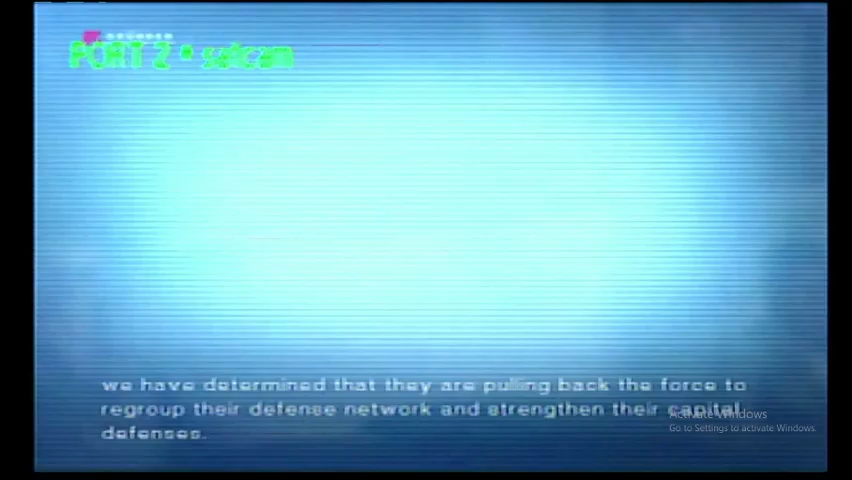 PORT 2 • satcam
we have determined that they are pulling back the force to
regroup their defense network and strengthen their capital
defenses.
Activate Windows
Go to Settings to activate Windows.